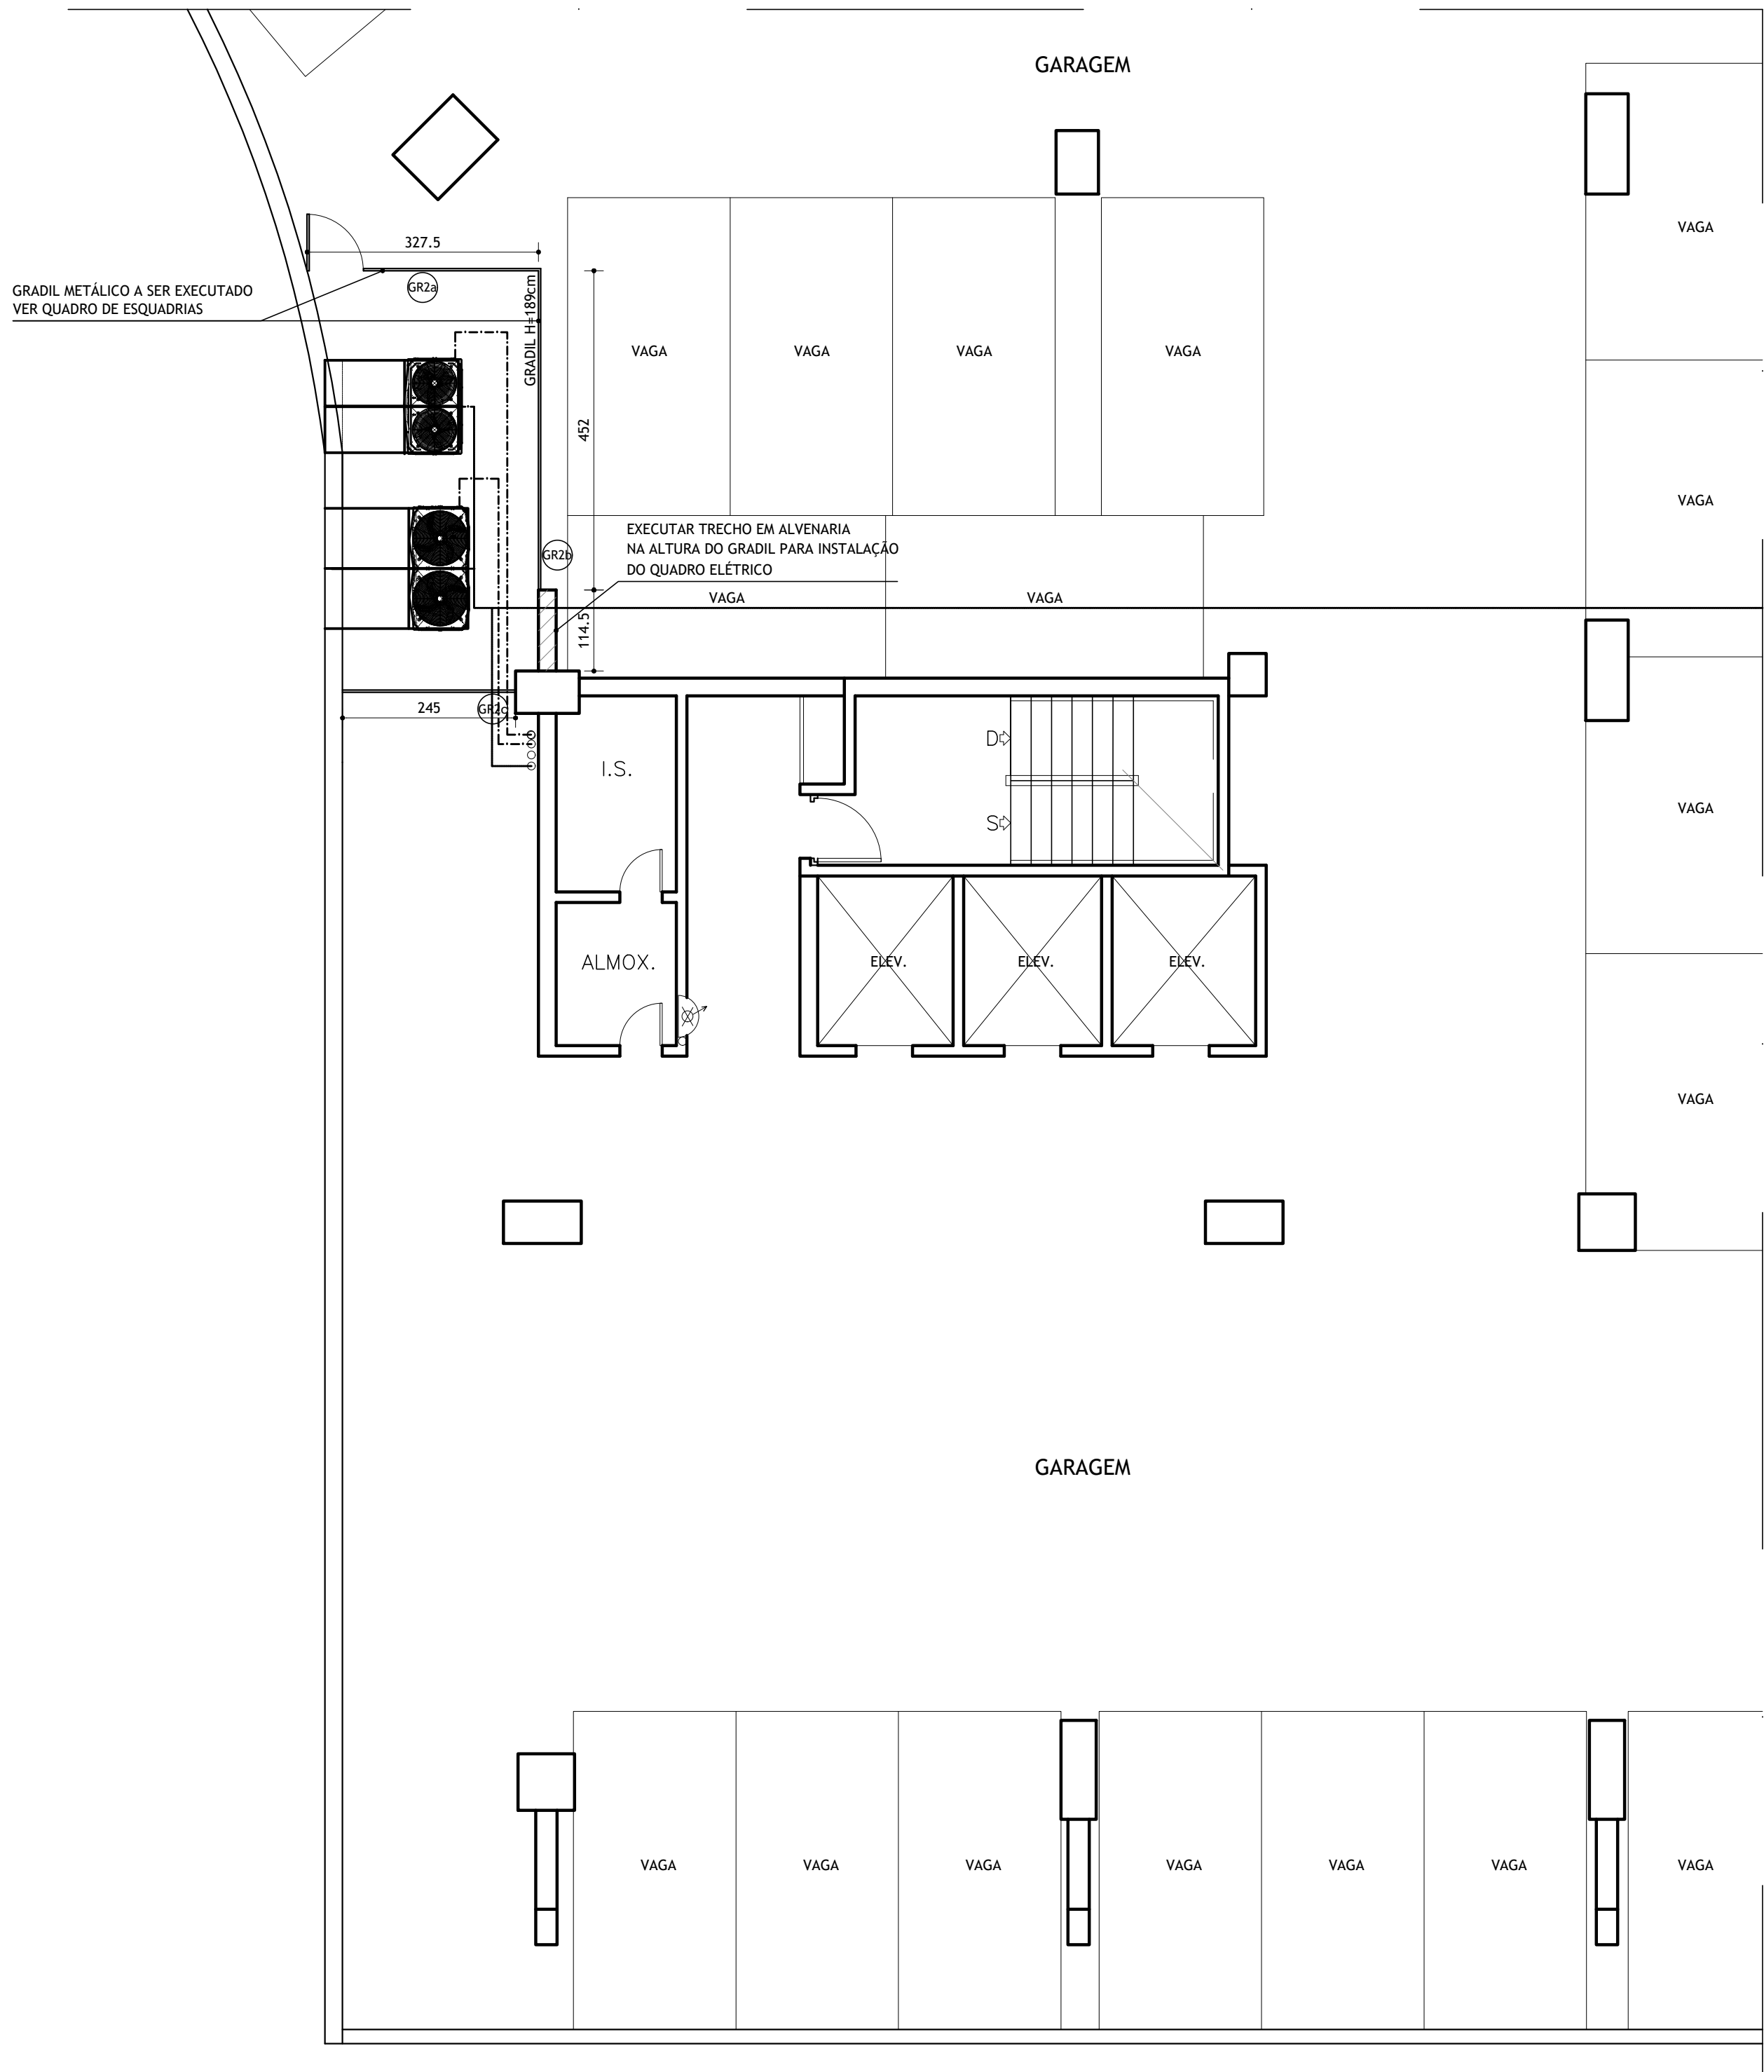 GARAGEM
VAGA
327.5
GRADIL METÁLICO A SER EXECUTADO
VER QUADRO DE ESQUADRIAS
GR2a
GRADIL H=189cm
VAGA
VAGA
VAGA
VAGA
452
VAGA
EXECUTAR TRECHO EM ALVENARIA
NA ALTURA DO GRADIL PARA INSTALAÇÃO
DO QUADRO ELÉTRICO
GR2b
VAGA
VAGA
114.5
245
GR2c
D
I.S.
S
VAGA
ALMOX.
ELEV.
ELEV.
ELEV.
VAGA
GARAGEM
VAGA
VAGA
VAGA
VAGA
VAGA
VAGA
VAGA